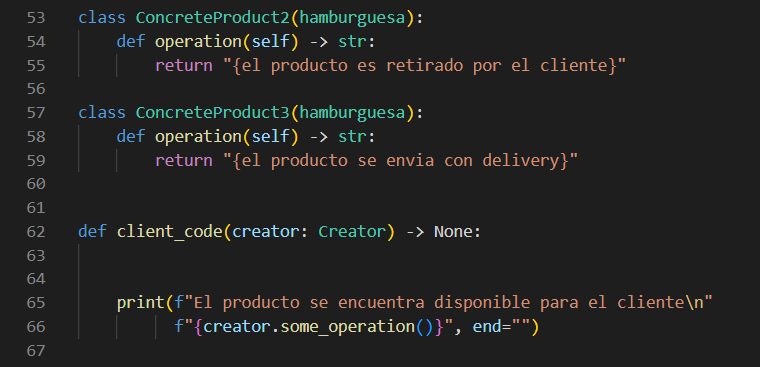 53 class ConcreteProduct2(hamburguesa):
54     def operation(self) -> str:
55         return "{el producto es retirado por el cliente}"
56
57 class ConcreteProduct3(hamburguesa):
58     def operation(self) -> str:
59         return "{el producto se envia con delivery}"
60
61
62 def client_code(creator: Creator) -> None:
63
64
65     print(f"El producto se encuentra disponible para el cliente\n"
66           f"{creator.some_operation()}", end="")
67